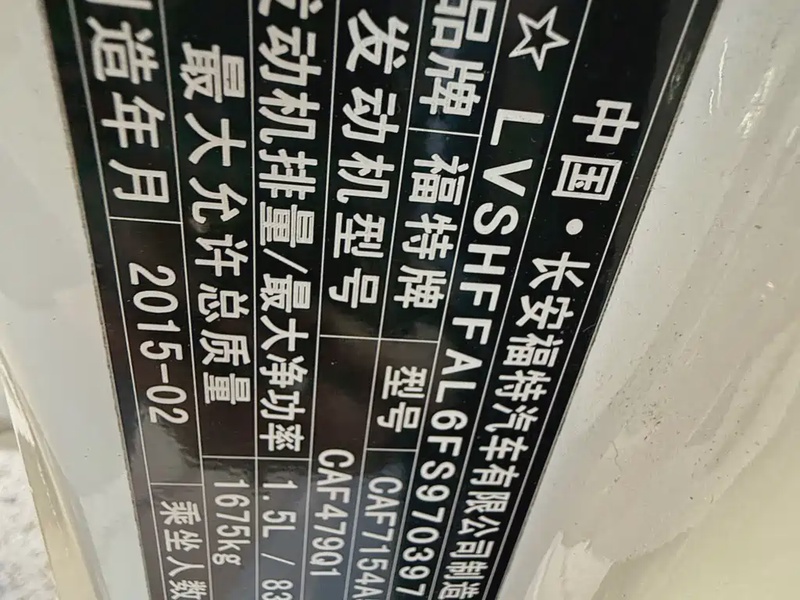 中国·长安福特汽车有限公司制造
☆ LVSHFFAL6FS970397
品牌 福特牌 型号 CAF7154A
发动机型号 CAF479Q1
发动机排量/最大净功率 1.5L / 83
最大允许总质量 1675kg
制造年月 2015-02 乘坐人数